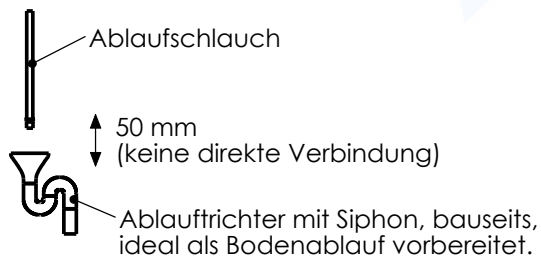 Ablaufschlauch
50 mm
(keine direkte Verbindung)
Ablauftrichter mit Siphon, bauseits,
ideal als Bodenablauf vorbereitet.